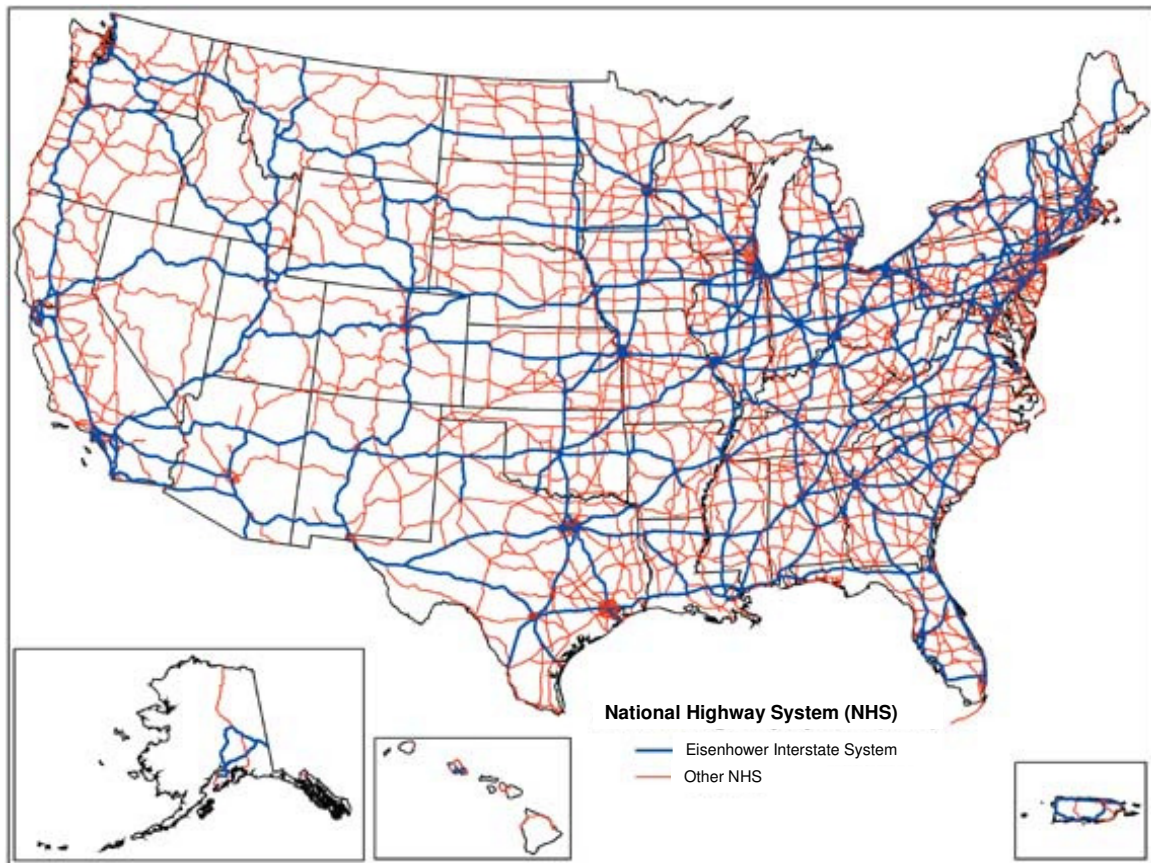 National Highway System (NHS)
Eisenhower Interstate System
Other NHS